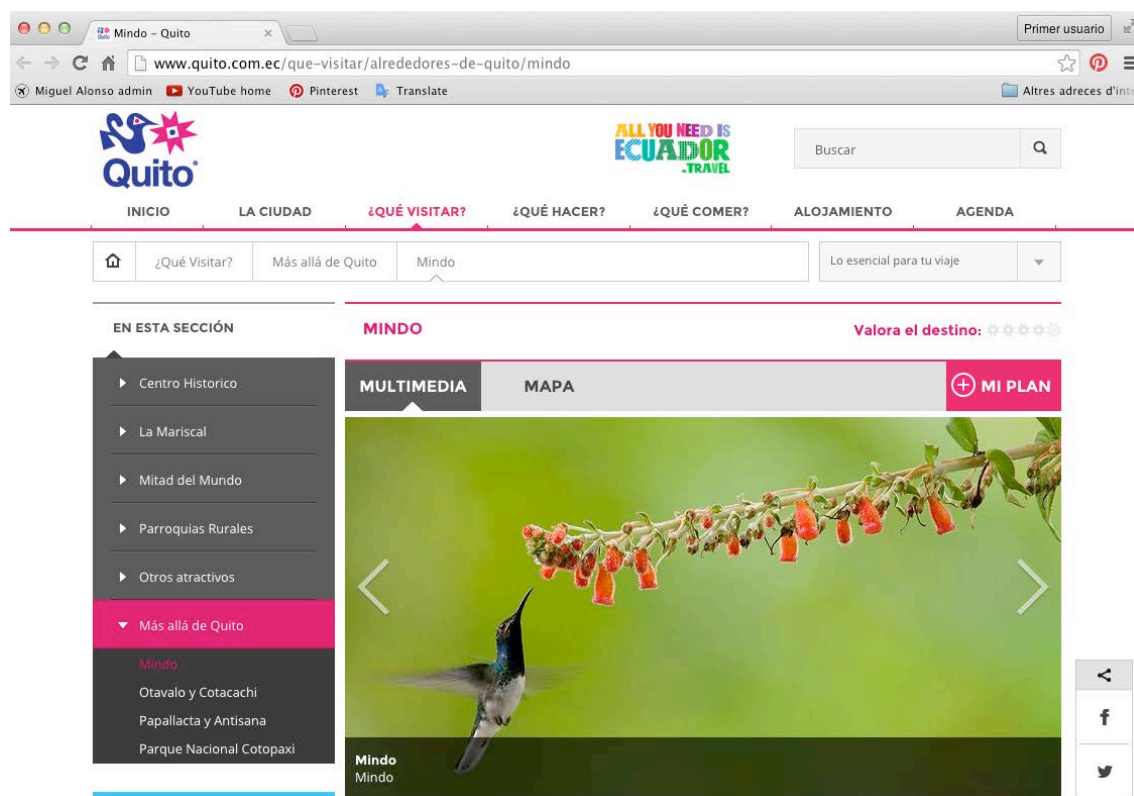 Mindo – Quito
Primer usuario
www.quito.com.ec/que-visitar/alrededores-de-quito/mindo
Miguel Alonso admin YouTube home Pinterest Translate
Quito
ALL YOU NEED IS
ECUADOR
.TRAVEL
Buscar
INICIO LA CIUDAD ¿QUÉ VISITAR? ¿QUÉ HACER? ¿QUÉ COMER? ALOJAMIENTO AGENDA
¿Qué Visitar? Más allá de Quito Mindo
Lo esencial para tu viaje
EN ESTA SECCIÓN
Centro Historico
La Mariscal
Mitad del Mundo
Parroquias Rurales
Otros atractivos
Más allá de Quito
Mindo
Otavalo y Cotacachi
Papallacta y Antisana
Parque Nacional Cotopaxi
MINDO
Valora el destino:
MULTIMEDIA MAPA
MI PLAN
Mindo
Mindo
Altres adreces d'inte